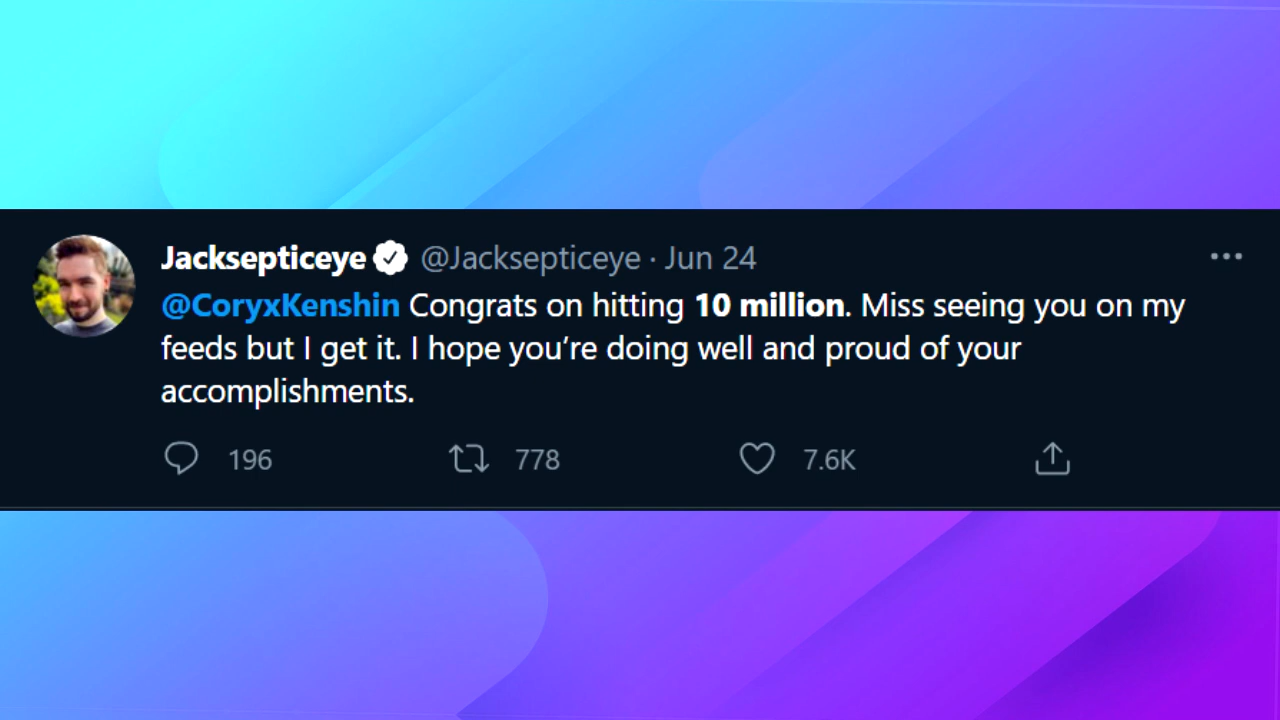 Jacksepticeye @Jacksepticeye · Jun 24
@CoryxKenshin Congrats on hitting 10 million. Miss seeing you on my
feeds but I get it. I hope you’re doing well and proud of your
accomplishments.
196 778 7.6K